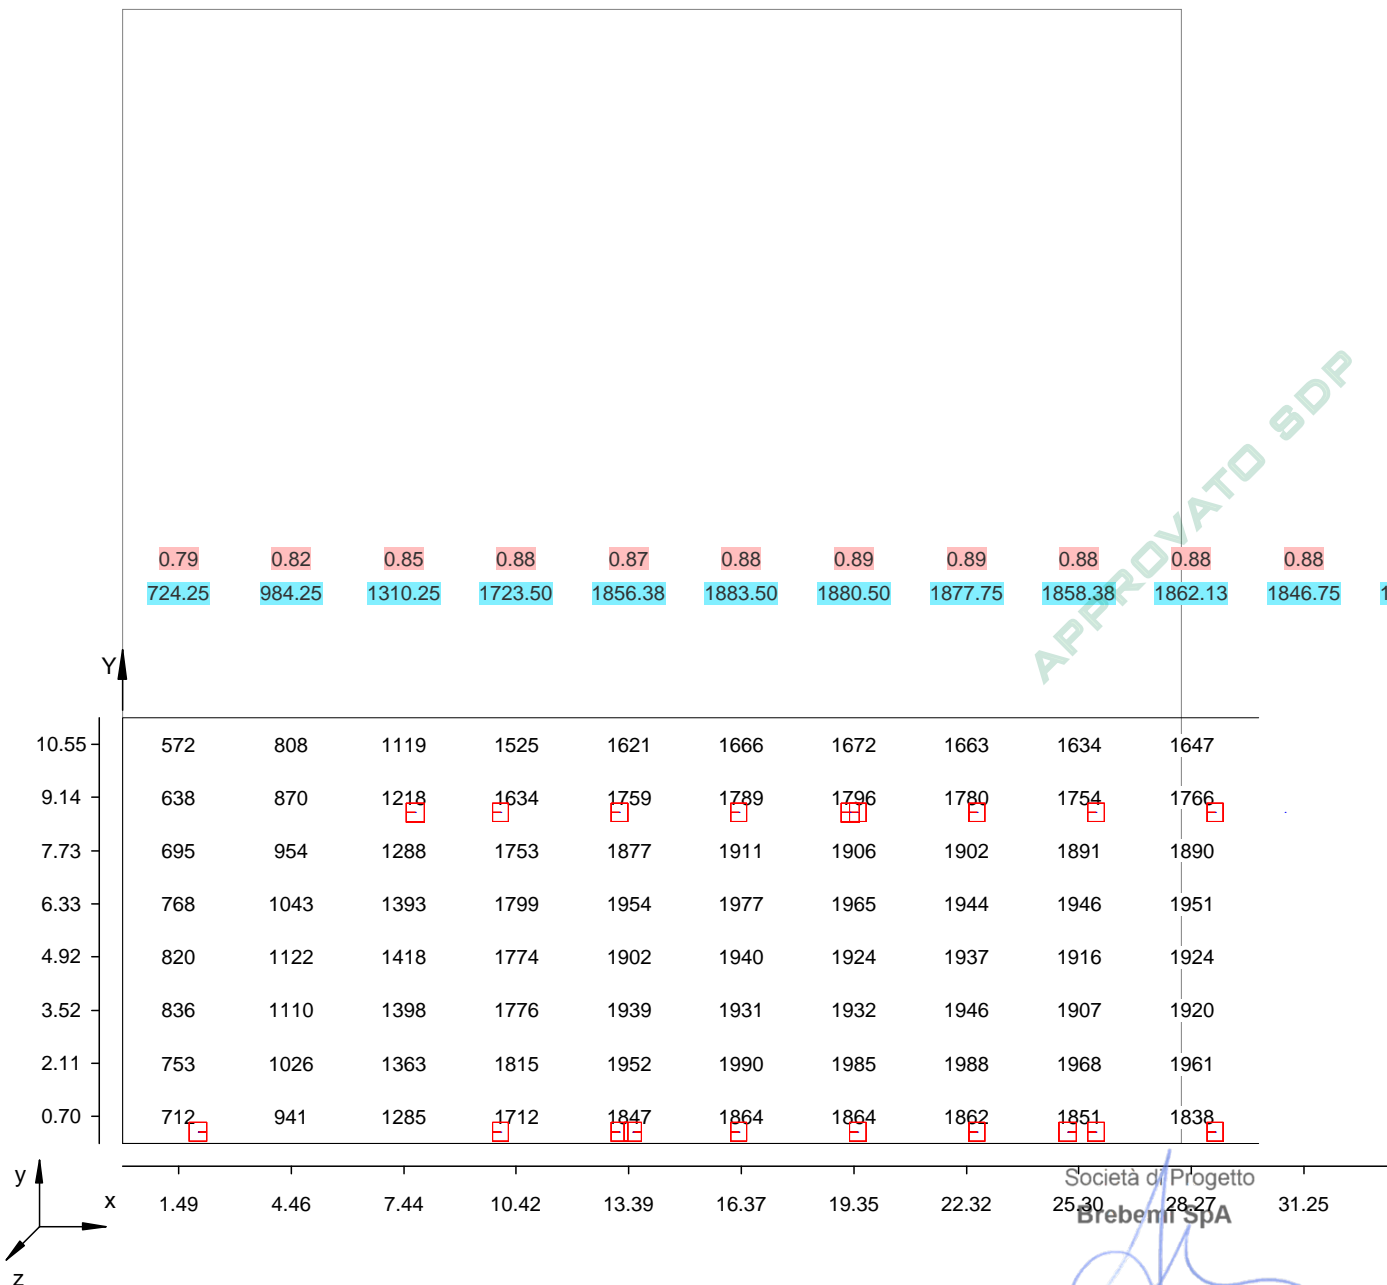 APPROVATO SDP
0.79 0.82 0.85 0.88 0.87 0.88 0.89 0.89 0.88 0.88 0.88
724.25 984.25 1310.25 1723.50 1856.38 1883.50 1880.50 1877.75 1858.38 1862.13 1846.75 1
Y
10.55 572 808 1119 1525 1621 1666 1672 1663 1634 1647
9.14 638 870 1218 1634 1759 1789 1796 1780 1754 1766
7.73 695 954 1288 1753 1877 1911 1906 1902 1891 1890
6.33 768 1043 1393 1799 1954 1977 1965 1944 1946 1951
4.92 820 1122 1418 1774 1902 1940 1924 1937 1916 1924
3.52 836 1110 1398 1776 1939 1931 1932 1946 1907 1920
2.11 753 1026 1363 1815 1952 1990 1985 1988 1968 1961
0.70 712 941 1285 1712 1847 1864 1864 1862 1851 1838
y
x
z
1.49 4.46 7.44 10.42 13.39 16.37 19.35 22.32 25.30 28.27 31.25
Società di Progetto
Brebemi SpA